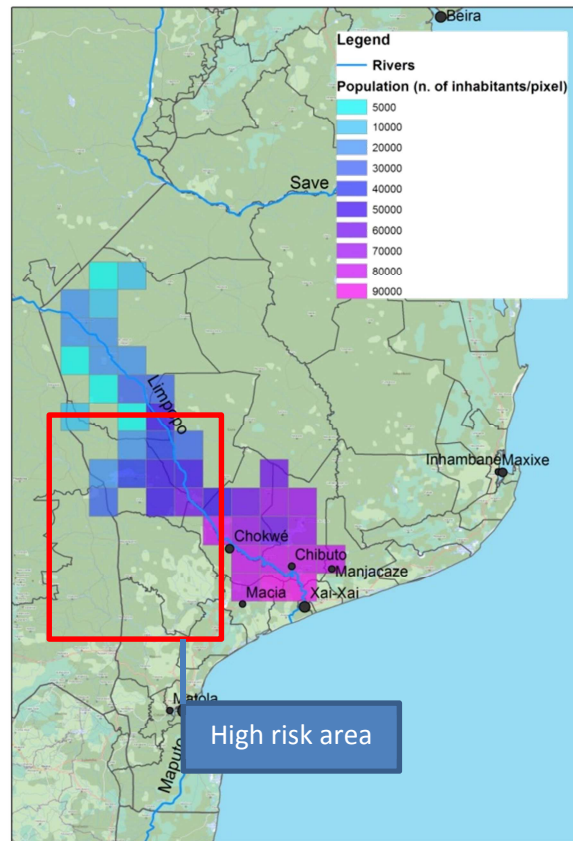 Beira
Legend
Rivers
Population (n. of inhabitants/pixel)
5000
10000
20000
30000
40000
50000
60000
70000
80000
90000
Save
Limpopo
Inhambane
Maxixe
Chokwé
Chibuto
Manjacaze
Macia
Xai-Xai
Matola
Maputo
High risk area